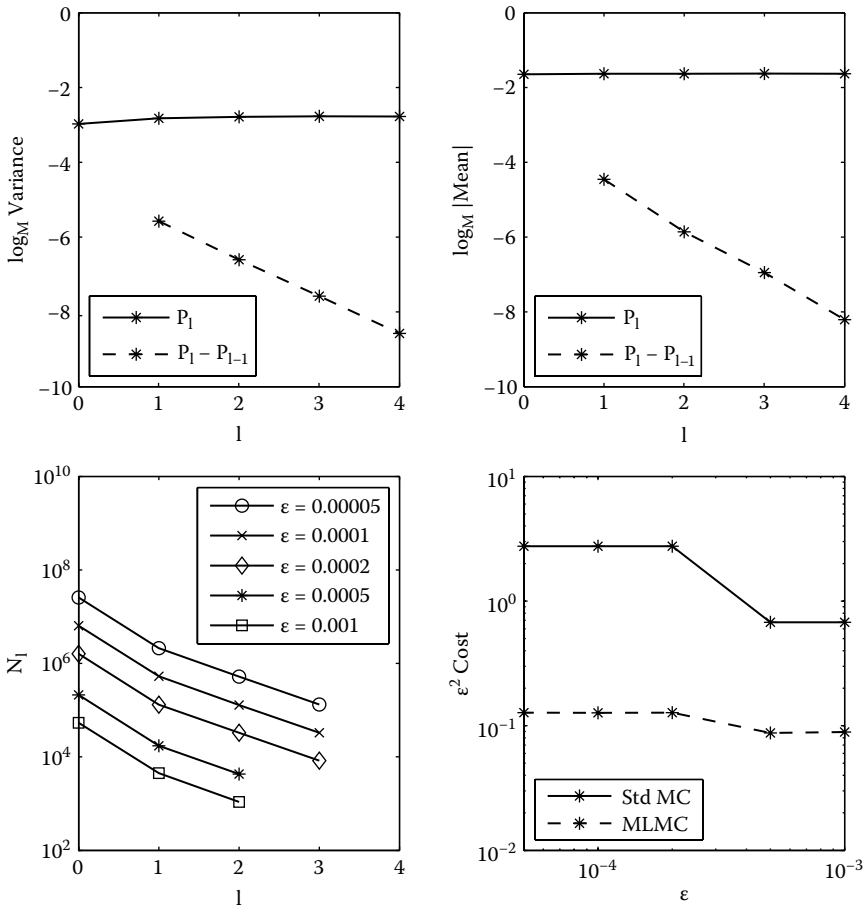 0
−2
−4
−6
−8
−10
log_M Variance
P_l
P_l − P_{l−1}
0 1 2 3 4
l
0
−2
−4
−6
−8
−10
log_M |Mean|
P_l
P_l − P_{l−1}
0 1 2 3 4
l
10^10
10^8
10^6
10^4
10^2
N_l
ε = 0.00005
ε = 0.0001
ε = 0.0002
ε = 0.0005
ε = 0.001
0 1 2 3 4
l
10^1
10^0
10^−1
10^−2
ε^2 Cost
Std MC
MLMC
10^−4 10^−3
ε